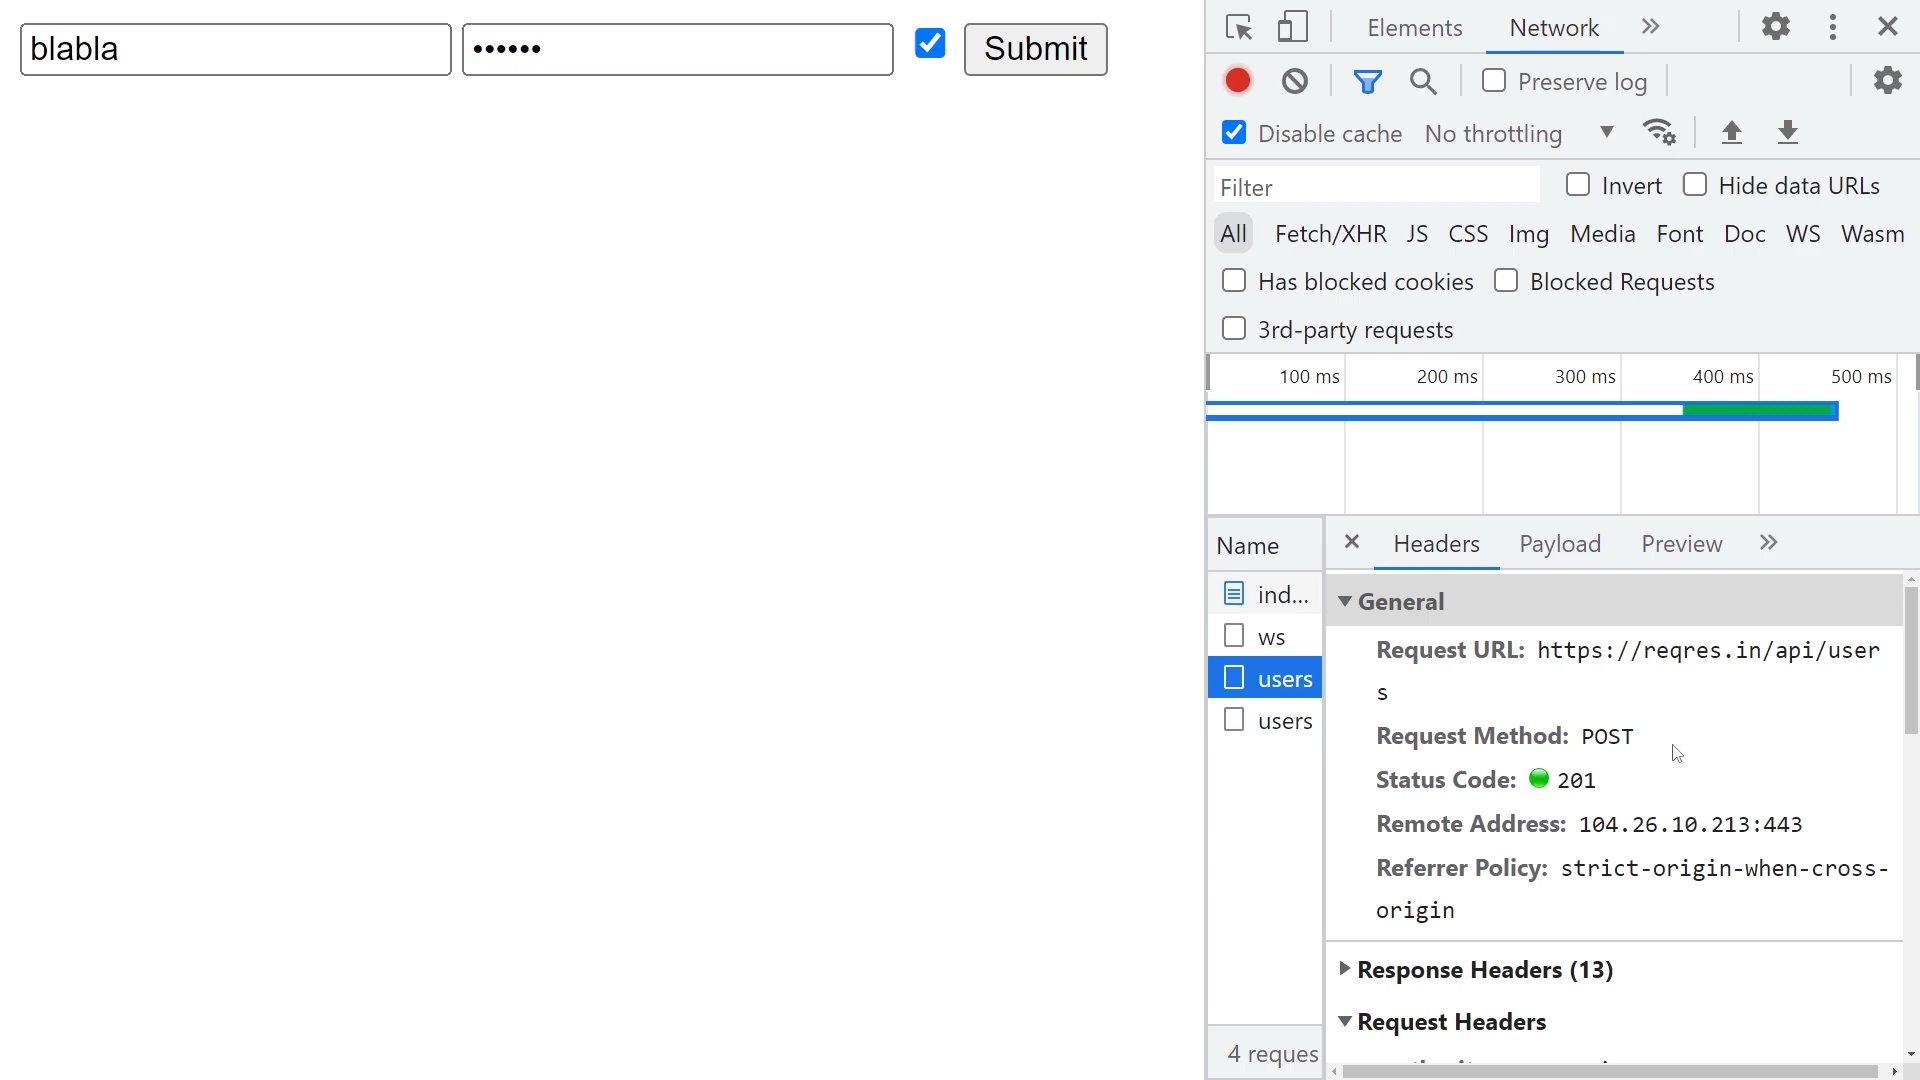 blabla •••••• Submit
Elements Network
Preserve log
Disable cache No throttling
Filter Invert Hide data URLs
All Fetch/XHR JS CSS Img Media Font Doc WS Wasm
Has blocked cookies Blocked Requests
3rd-party requests
100 ms 200 ms 300 ms 400 ms 500 ms
Name Headers Payload Preview
ind...
ws
users
users
4 reques
General
Request URL: https://reqres.in/api/user
s
Request Method: POST
Status Code: 201
Remote Address: 104.26.10.213:443
Referrer Policy: strict-origin-when-cross-
origin
Response Headers (13)
Request Headers